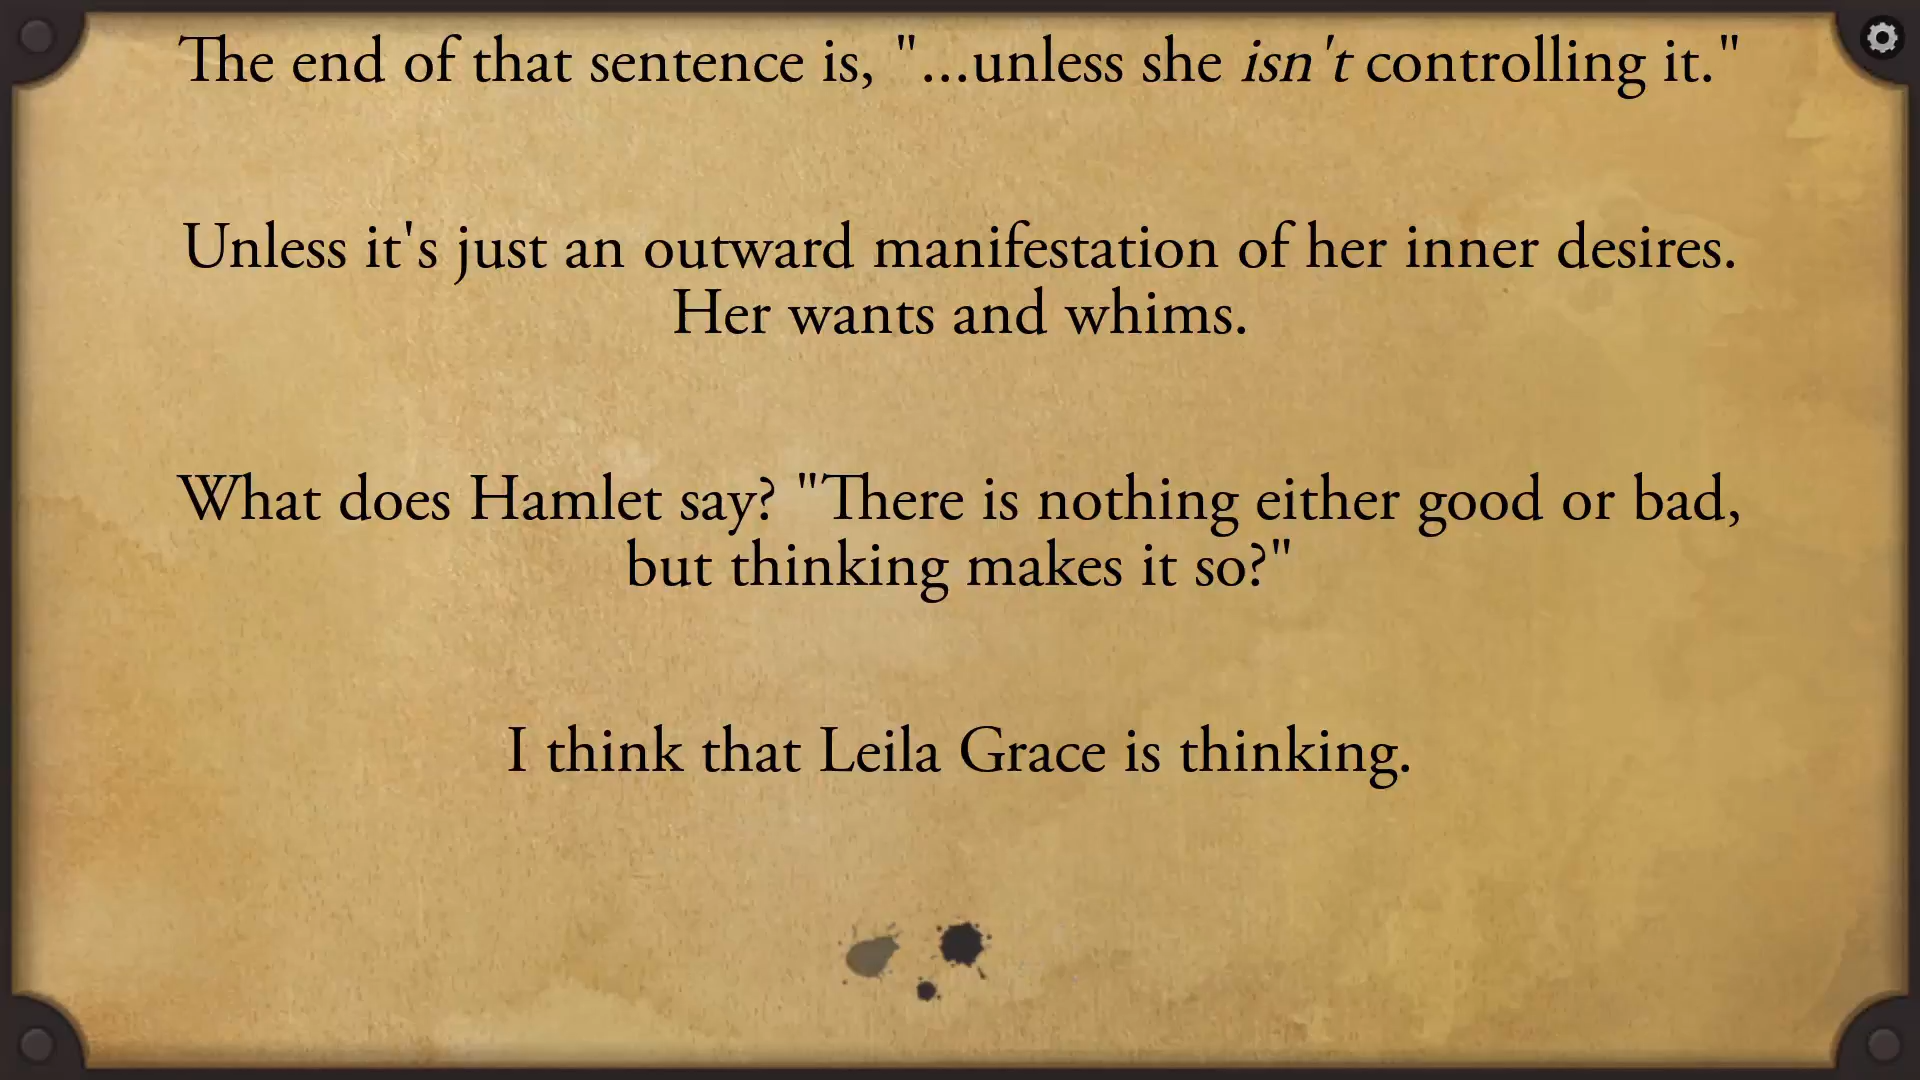 The end of that sentence is, "...unless she isn't controlling it."
Unless it's just an outward manifestation of her inner desires.
Her wants and whims.
What does Hamlet say? "There is nothing either good or bad,
but thinking makes it so?"
I think that Leila Grace is thinking.